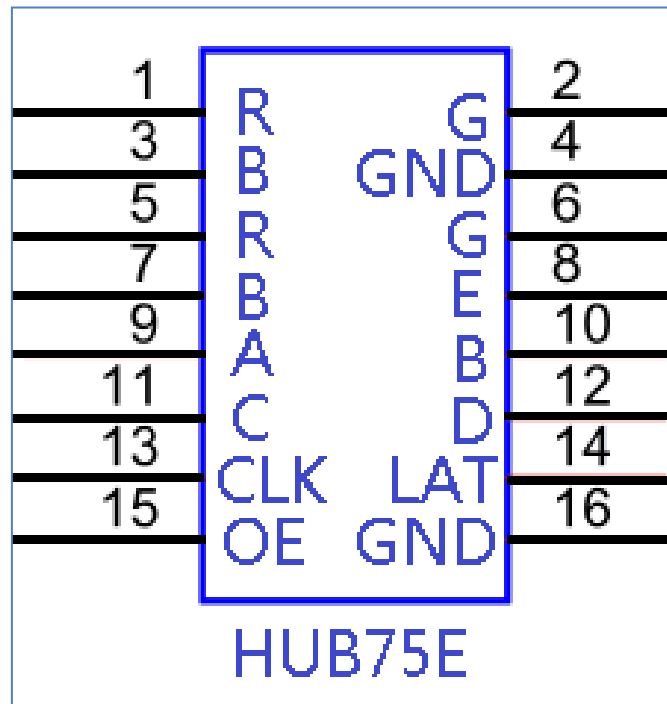 1 2
R G
3 4
B GND
5 6
R G
7 8
B E
9 10
A B
11 12
C D
13 14
CLK LAT
15 16
OE GND
HUB75E